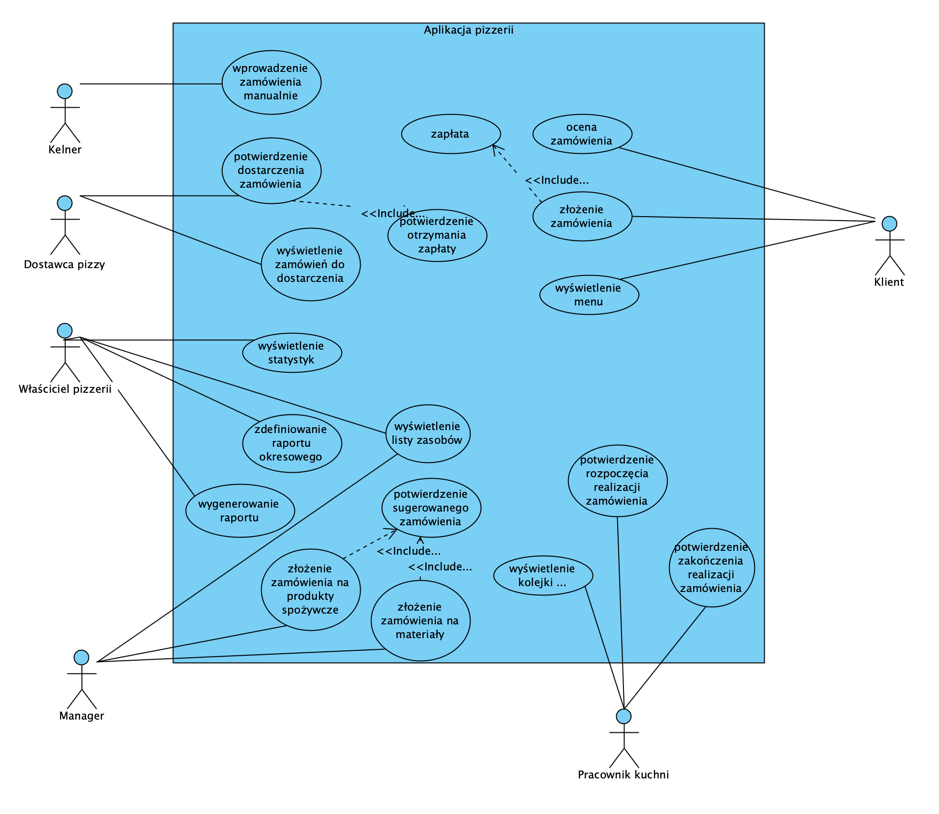 Aplikacja pizzerii
wprowadzenie
zamówienia
manualnie
Kelner
zapłata
ocena
zamówienia
potwierdzenie
dostarczenia
zamówienia
<<Include...
złożenie
zamówienia
<<Include...
potwierdzenie
otrzymania
zapłaty
Dostawca pizzy
wyświetlenie
zamówień do
dostarczenia
Klient
wyświetlenie
menu
wyświetlenie
statystyk
Właściciel pizzerii
zdefiniowanie
raportu
okresowego
wyświetlenie
listy zasobów
wygenerowanie
raportu
potwierdzenie
sugerowanego
zamówienia
potwierdzenie
rozpoczęcia
realizacji
zamówienia
<<Include...
<<Include...
złożenie
zamówienia na
produkty
spożywcze
złożenie
zamówienia na
materiały
wyświetlenie
kolejki ...
potwierdzenie
zakończenia
realizacji
zamówienia
Manager
Pracownik kuchni